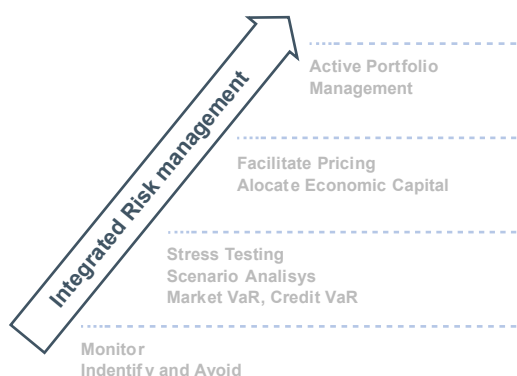 Active Portfolio
Management
Integrated Risk management
Facilitate Pricing
Alocate Economic Capital
Stress Testing
Scenario Analisys
Market VaR, Credit VaR
Monitor
Indentify and Avoid